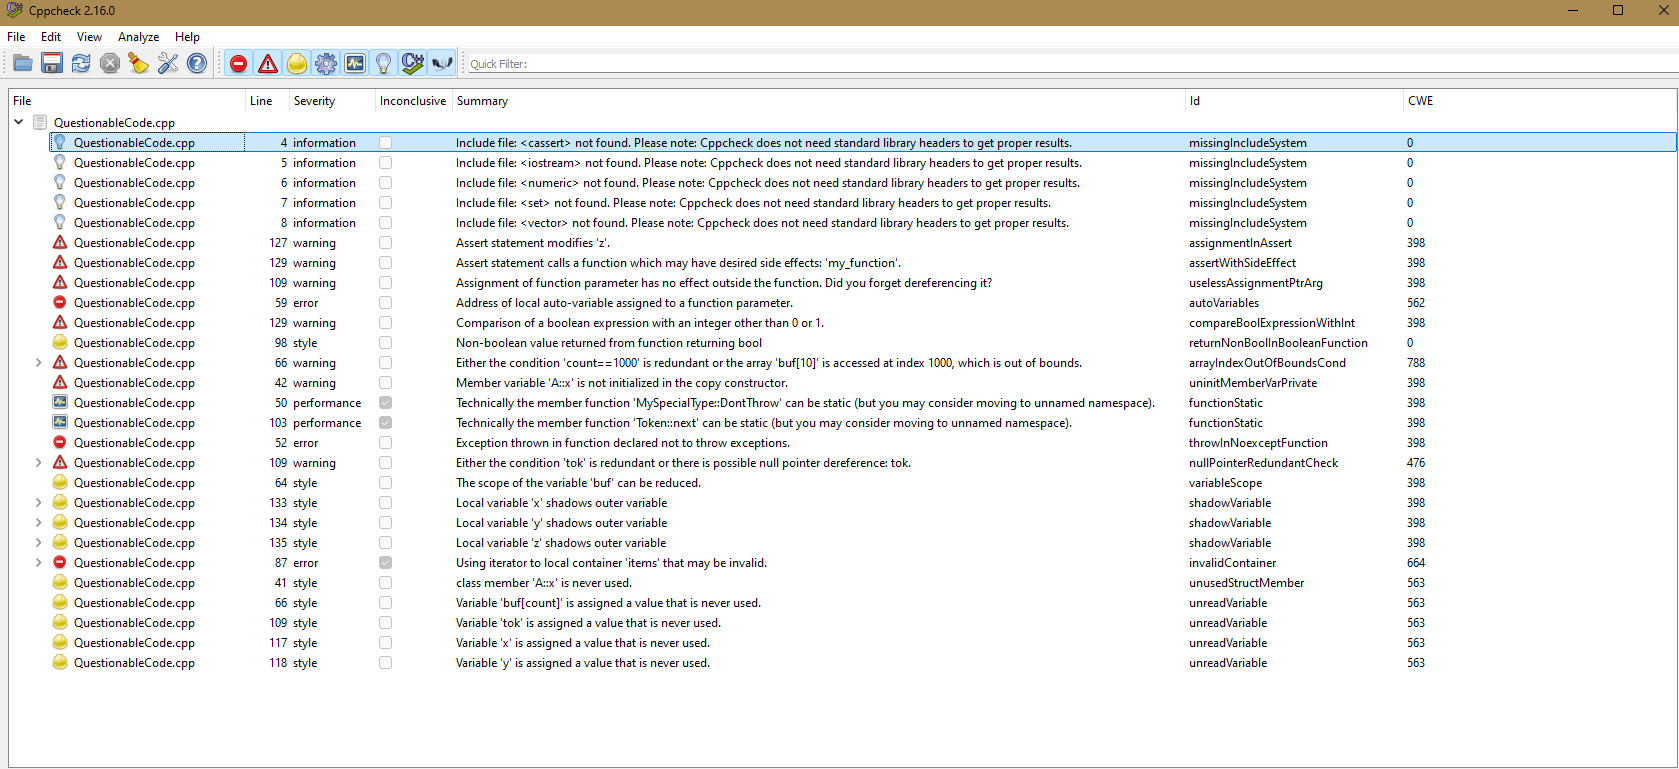 Cppcheck 2.16.0
File Edit View Analyze Help
Quick Filter:
File Line Severity Inconclusive Summary Id CWE
QuestionableCode.cpp
QuestionableCode.cpp 4 information Include file: <cassert> not found. Please note: Cppcheck does not need standard library headers to get proper results. missingIncludeSystem 0
QuestionableCode.cpp 5 information Include file: <iostream> not found. Please note: Cppcheck does not need standard library headers to get proper results. missingIncludeSystem 0
QuestionableCode.cpp 6 information Include file: <numeric> not found. Please note: Cppcheck does not need standard library headers to get proper results. missingIncludeSystem 0
QuestionableCode.cpp 7 information Include file: <set> not found. Please note: Cppcheck does not need standard library headers to get proper results. missingIncludeSystem 0
QuestionableCode.cpp 8 information Include file: <vector> not found. Please note: Cppcheck does not need standard library headers to get proper results. missingIncludeSystem 0
QuestionableCode.cpp 127 warning Assert statement modifies 'z'. assignmentInAssert 398
QuestionableCode.cpp 129 warning Assert statement calls a function which may have desired side effects: 'my_function'. assertWithSideEffect 398
QuestionableCode.cpp 109 warning Assignment of function parameter has no effect outside the function. Did you forget dereferencing it? uselessAssignmentPtrArg 398
QuestionableCode.cpp 59 error Address of local auto-variable assigned to a function parameter. autoVariables 562
QuestionableCode.cpp 129 warning Comparison of a boolean expression with an integer other than 0 or 1. compareBoolExpressionWithInt 398
QuestionableCode.cpp 98 style Non-boolean value returned from function returning bool returnNonBoolInBooleanFunction 0
QuestionableCode.cpp 66 warning Either the condition 'count==1000' is redundant or the array 'buf[10]' is accessed at index 1000, which is out of bounds. arrayIndexOutOfBoundsCond 788
QuestionableCode.cpp 42 warning Member variable 'A::x' is not initialized in the copy constructor. uninitMemberVarPrivate 398
QuestionableCode.cpp 50 performance Technically the member function 'MySpecialType::DontThrow' can be static (but you may consider moving to unnamed namespace). functionStatic 398
QuestionableCode.cpp 103 performance Technically the member function 'Token::next' can be static (but you may consider moving to unnamed namespace). functionStatic 398
QuestionableCode.cpp 52 error Exception thrown in function declared not to throw exceptions. throwInNoexceptFunction 398
QuestionableCode.cpp 109 warning Either the condition 'tok' is redundant or there is possible null pointer dereference: tok. nullPointerRedundantCheck 476
QuestionableCode.cpp 64 style The scope of the variable 'buf' can be reduced. variableScope 398
QuestionableCode.cpp 133 style Local variable 'x' shadows outer variable shadowVariable 398
QuestionableCode.cpp 134 style Local variable 'y' shadows outer variable shadowVariable 398
QuestionableCode.cpp 135 style Local variable 'z' shadows outer variable shadowVariable 398
QuestionableCode.cpp 87 error Using iterator to local container 'items' that may be invalid. invalidContainer 664
QuestionableCode.cpp 41 style class member 'A::x' is never used. unusedStructMember 563
QuestionableCode.cpp 66 style Variable 'buf[count]' is assigned a value that is never used. unreadVariable 563
QuestionableCode.cpp 109 style Variable 'tok' is assigned a value that is never used. unreadVariable 563
QuestionableCode.cpp 117 style Variable 'x' is assigned a value that is never used. unreadVariable 563
QuestionableCode.cpp 118 style Variable 'y' is assigned a value that is never used. unreadVariable 563